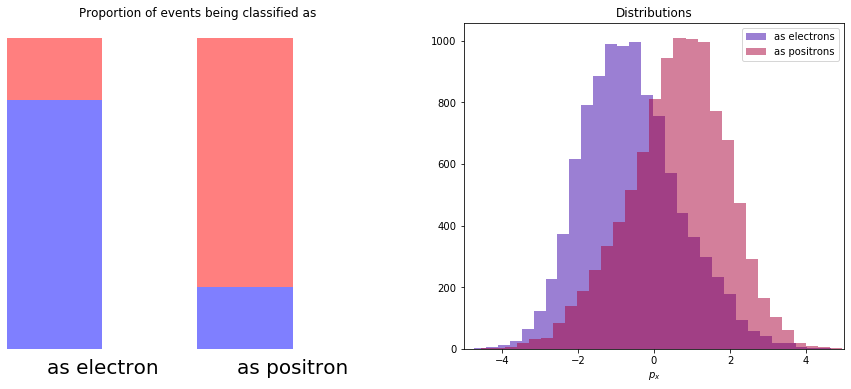 Proportion of events being classified as
as electron
as positron
Distributions
as electrons
as positrons
1000
800
600
400
200
0
−4
−2
0
2
4
p_x